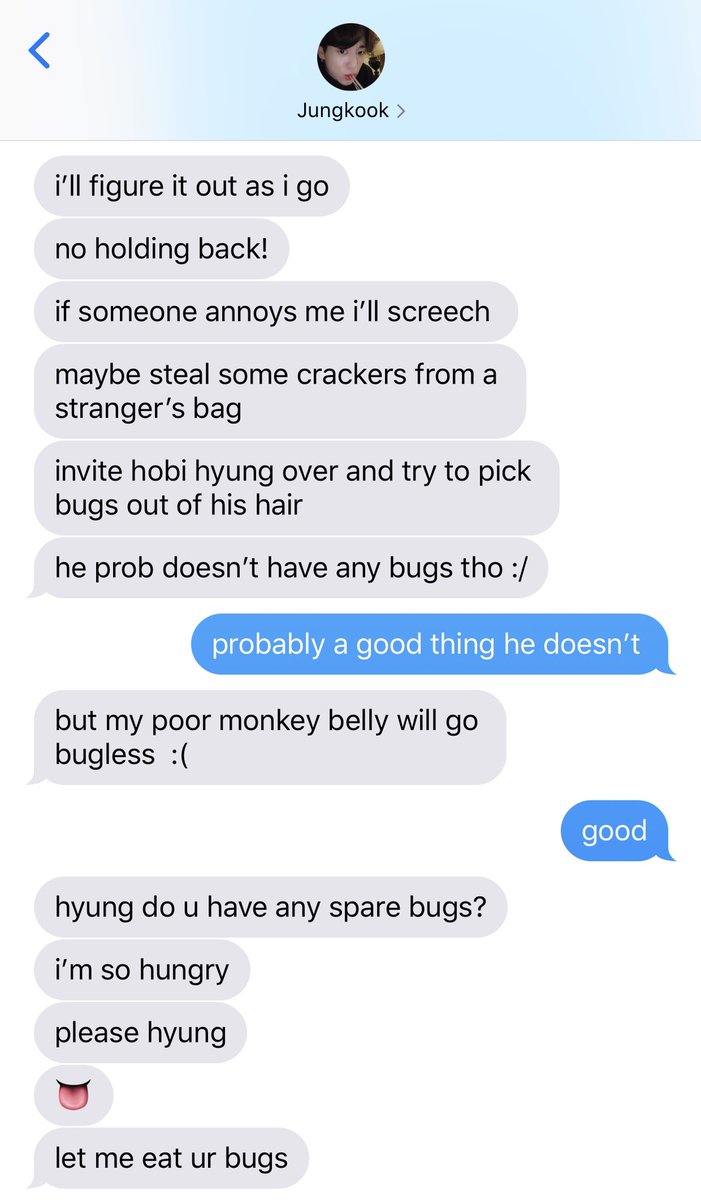 Jungkook
i’ll figure it out as i go
no holding back!
if someone annoys me i’ll screech
maybe steal some crackers from a
stranger’s bag
invite hobi hyung over and try to pick
bugs out of his hair
he prob doesn’t have any bugs tho :/
probably a good thing he doesn’t
but my poor monkey belly will go
bugless  :(
good
hyung do u have any spare bugs?
i’m so hungry
please hyung
👅
let me eat ur bugs